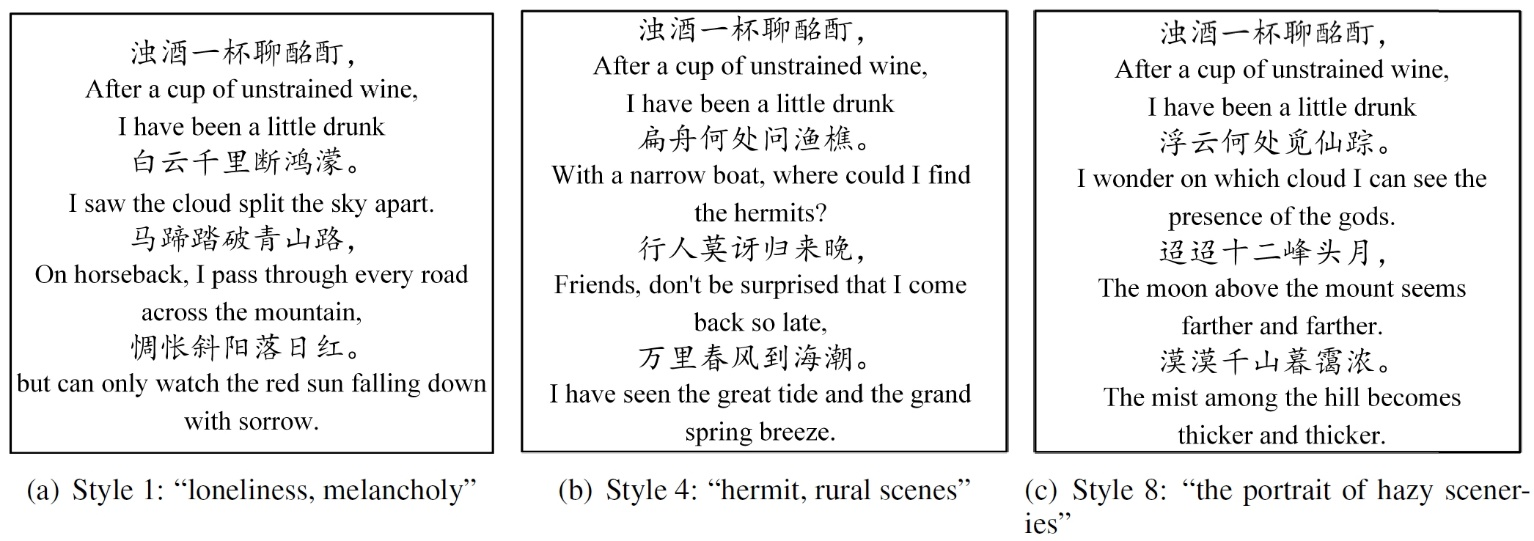 浊酒一杯聊酩酊，
After a cup of unstrained wine,
I have been a little drunk
白云千里断鸿濛。
I saw the cloud split the sky apart.
马蹄踏破青山路，
On horseback, I pass through every road
across the mountain,
惆怅斜阳落日红。
but can only watch the red sun falling down
with sorrow.
(a) Style 1: “loneliness, melancholy”
浊酒一杯聊酩酊，
After a cup of unstrained wine,
I have been a little drunk
扁舟何处问渔樵。
With a narrow boat, where could I find
the hermits?
行人莫讶归来晚，
Friends, don't be surprised that I come
back so late,
万里春风到海潮。
I have seen the great tide and the grand
spring breeze.
(b) Style 4: “hermit, rural scenes”
浊酒一杯聊酩酊，
After a cup of unstrained wine,
I have been a little drunk
浮云何处觅仙踪。
I wonder on which cloud I can see the
presence of the gods.
迢迢十二峰头月，
The moon above the mount seems
farther and farther.
漠漠千山暮霭浓。
The mist among the hill becomes
thicker and thicker.
(c) Style 8: “the portrait of hazy scener-
ies”